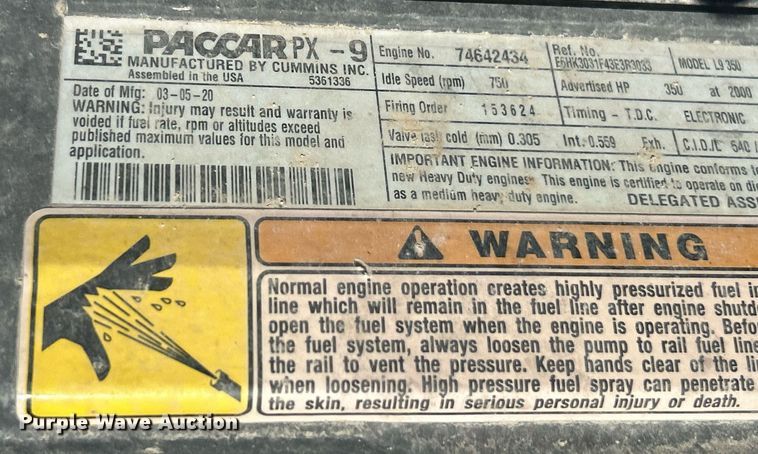 PACCAR PX - 9
MANUFACTURED BY CUMMINS INC.
Assembled in the USA 5361336
Date of Mfg: 03-05-20
WARNING: Injury may result and warranty is
voided if fuel rate, rpm or altitudes exceed
published maximum values for this model and
application.
Engine No. 74642434
Ref. No.
MODEL L9 350
Idle Speed (rpm) 750
Advertised HP 350 at 2000
Firing Order 153624
Timing - T.D.C. ELECTRONIC
Valve lash cold (mm) 0.305 Int. 0.559 Exh.
C.I.D./L 540
IMPORTANT ENGINE INFORMATION: This engine conforms to
new Heavy Duty engines This engine is certified to operate on
as a medium heavy duty engine. DELEGATED
WARNING
Normal engine operation creates highly pressurized fuel
line which will remain in the fuel line after engine
open the fuel system when the engine is operating.
the fuel system, always loosen the pump to rail fuel
the rail to vent the pressure. Keep hands clear of the
when loosening. High pressure fuel spray can penetrate
the skin, resulting in serious personal injury or death.
Purple Wave Auction